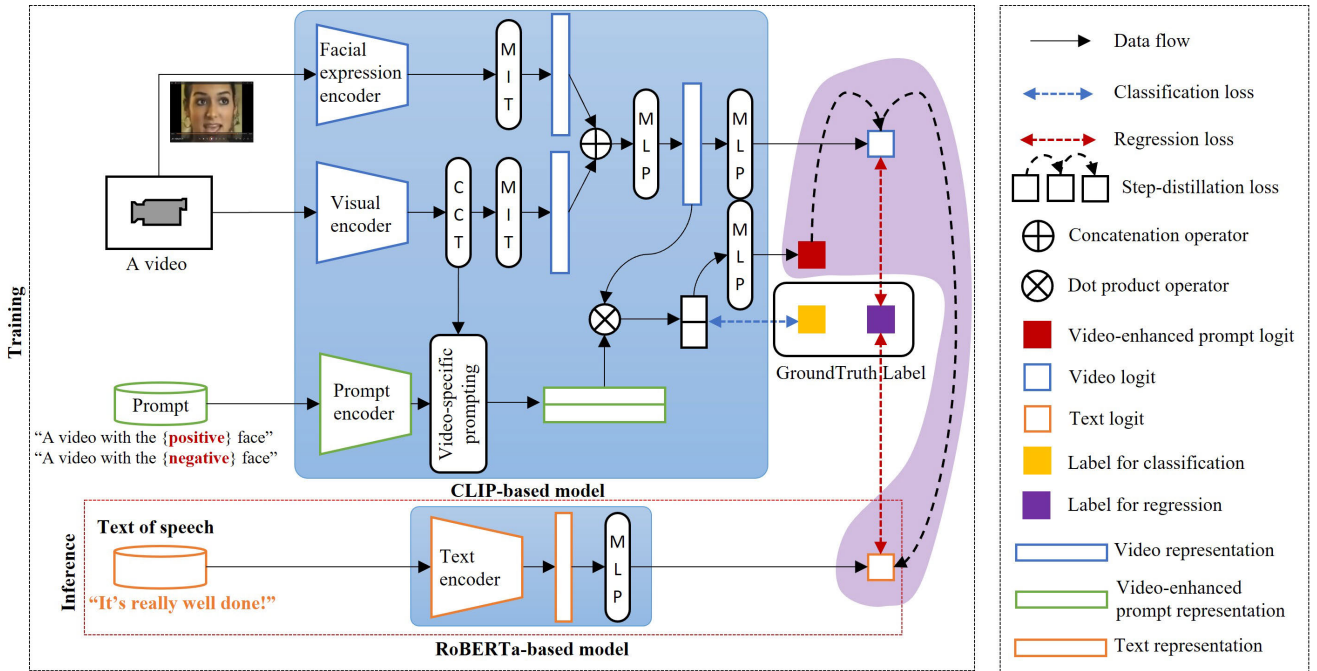 Training
Facial
expression
encoder
M
I
T
A video
Visual
encoder
C
C
T
M
I
T
M
L
P
M
L
P
M
L
P
GroundTruth Label
Prompt
“A video with the {positive} face”
“A video with the {negative} face”
Prompt
encoder
Video-specific
prompting
CLIP-based model
Inference
Text of speech
“It’s really well done!”
Text
encoder
M
L
P
RoBERTa-based model
Data flow
Classification loss
Regression loss
Step-distillation loss
Concatenation operator
Dot product operator
Video-enhanced prompt logit
Video logit
Text logit
Label for classification
Label for regression
Video representation
Video-enhanced
prompt representation
Text representation